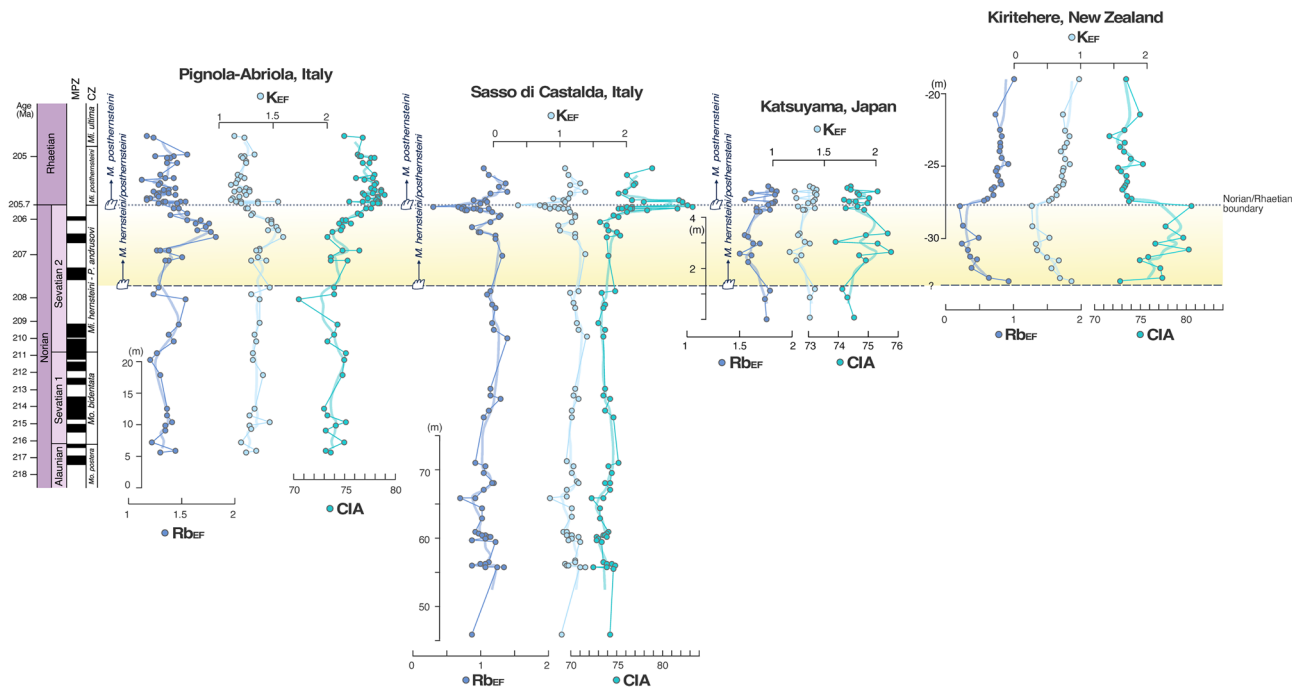 Kiritehere, New Zealand
KEF
0 1 2
Pignola-Abriola, Italy
KEF
1 1.5 2
Sasso di Castalda, Italy
KEF
0 1 2
Katsuyama, Japan
KEF
1 1.5 2
Age
(Ma)
MPZ
CZ
Rhaetian
Norian
Sevatian 2
Sevatian 1
Alaunian
Mi. ultima
Mi. posthernsteini
Mi. hernsteini - P. andrusovi
Mo. bidentata
Mo. postera
205
205.7
206
207
208
209
210
211
212
213
214
215
216
217
218
M. posthernsteini
M. hernsteini/posthernsteini
(m)
20
15
10
5
0
1 1.5 2
RbEF
70 75 80
CIA
M. posthernsteini
M. hernsteini/posthernsteini
(m)
70
60
50
0 1 2
RbEF
70 75 80
CIA
M. posthernsteini
M. hernsteini/posthernsteini
4
(m)
2
1 1.5 2
RbEF
73 74 75 76
CIA
(m)
-20
-25
-30
?
Norian/Rhaetian
boundary
0 1 2
RbEF
70 75 80
CIA